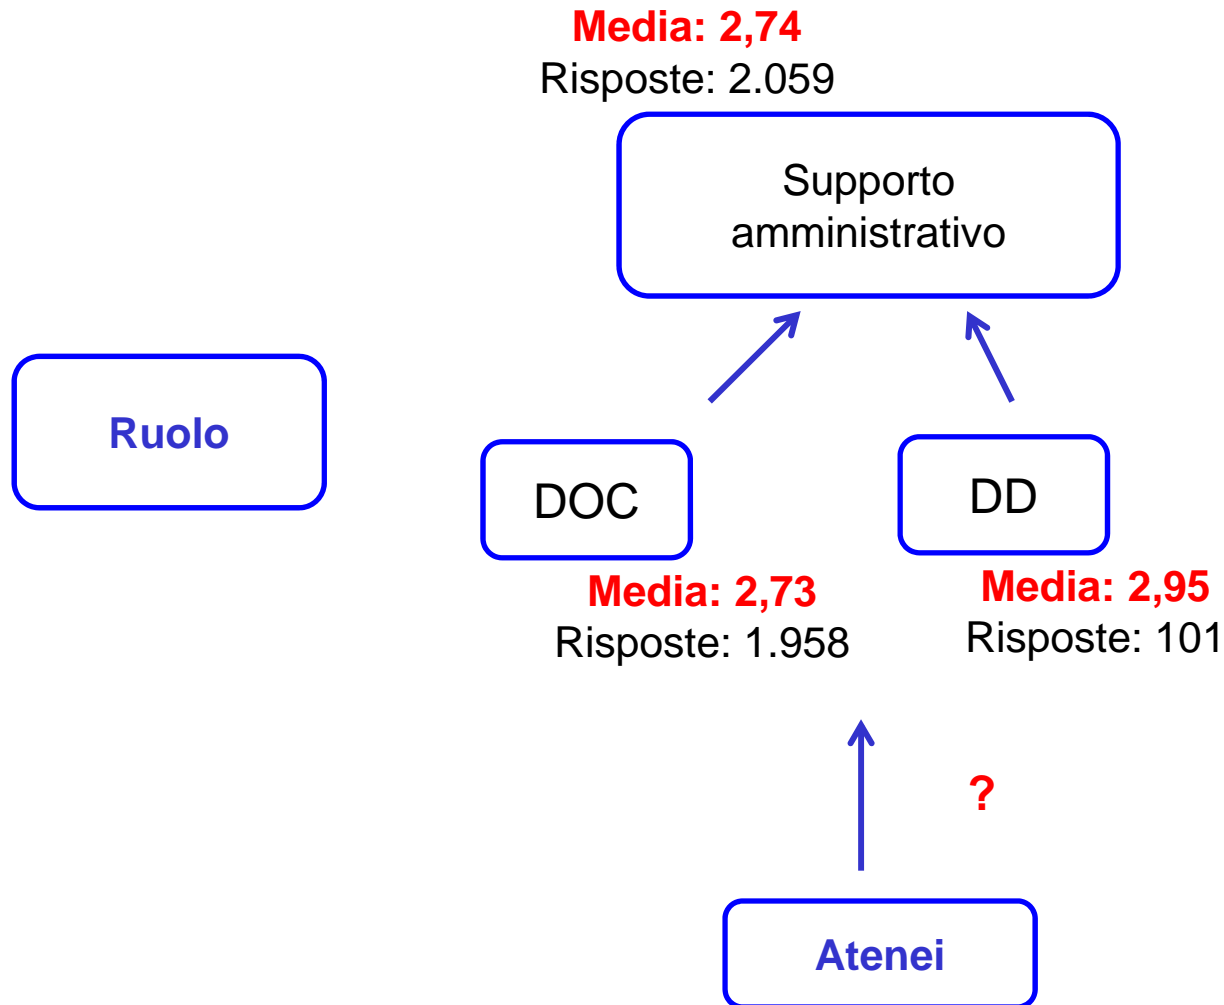 Media: 2,74
Risposte: 2.059
Supporto
amministrativo
Ruolo
DOC
DD
Media: 2,73
Risposte: 1.958
Media: 2,95
Risposte: 101
?
Atenei